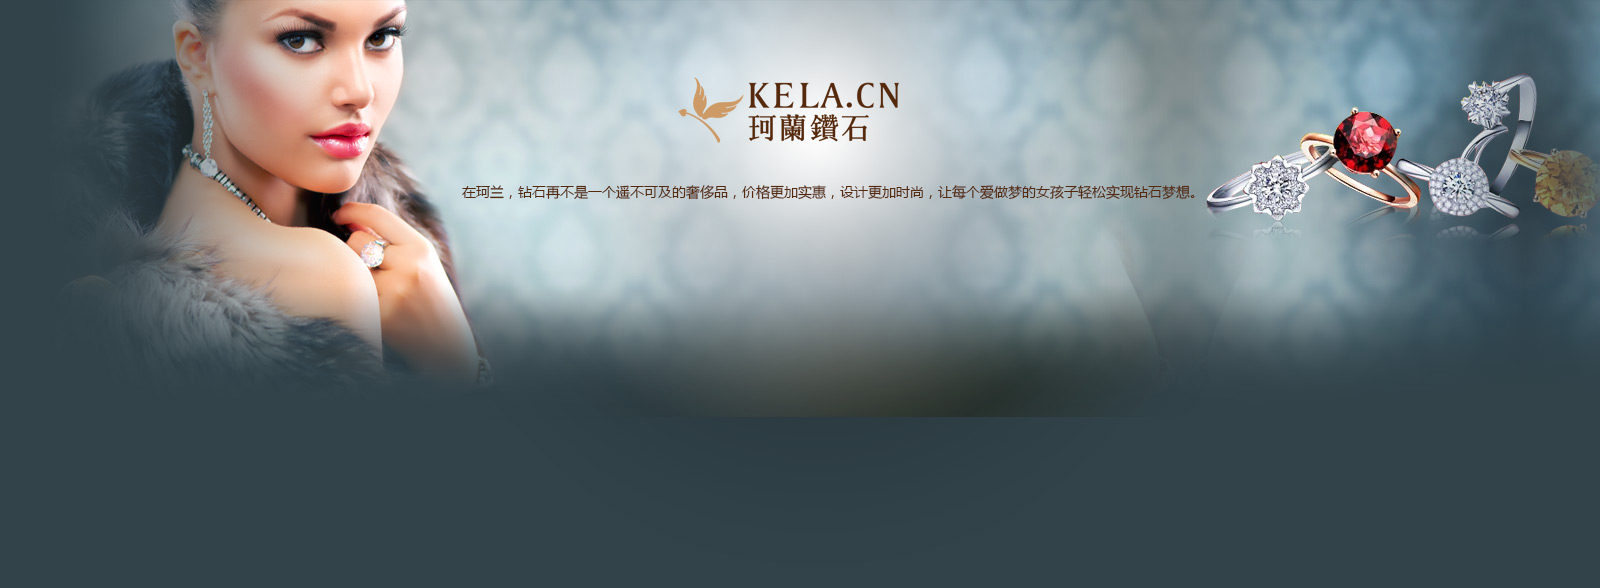 KELA.CN
珂蘭鑽石
在珂兰，钻石再不是一个遥不可及的奢侈品，价格更加实惠，设计更加时尚，让每个爱做梦的女孩子轻松实现钻石梦想。